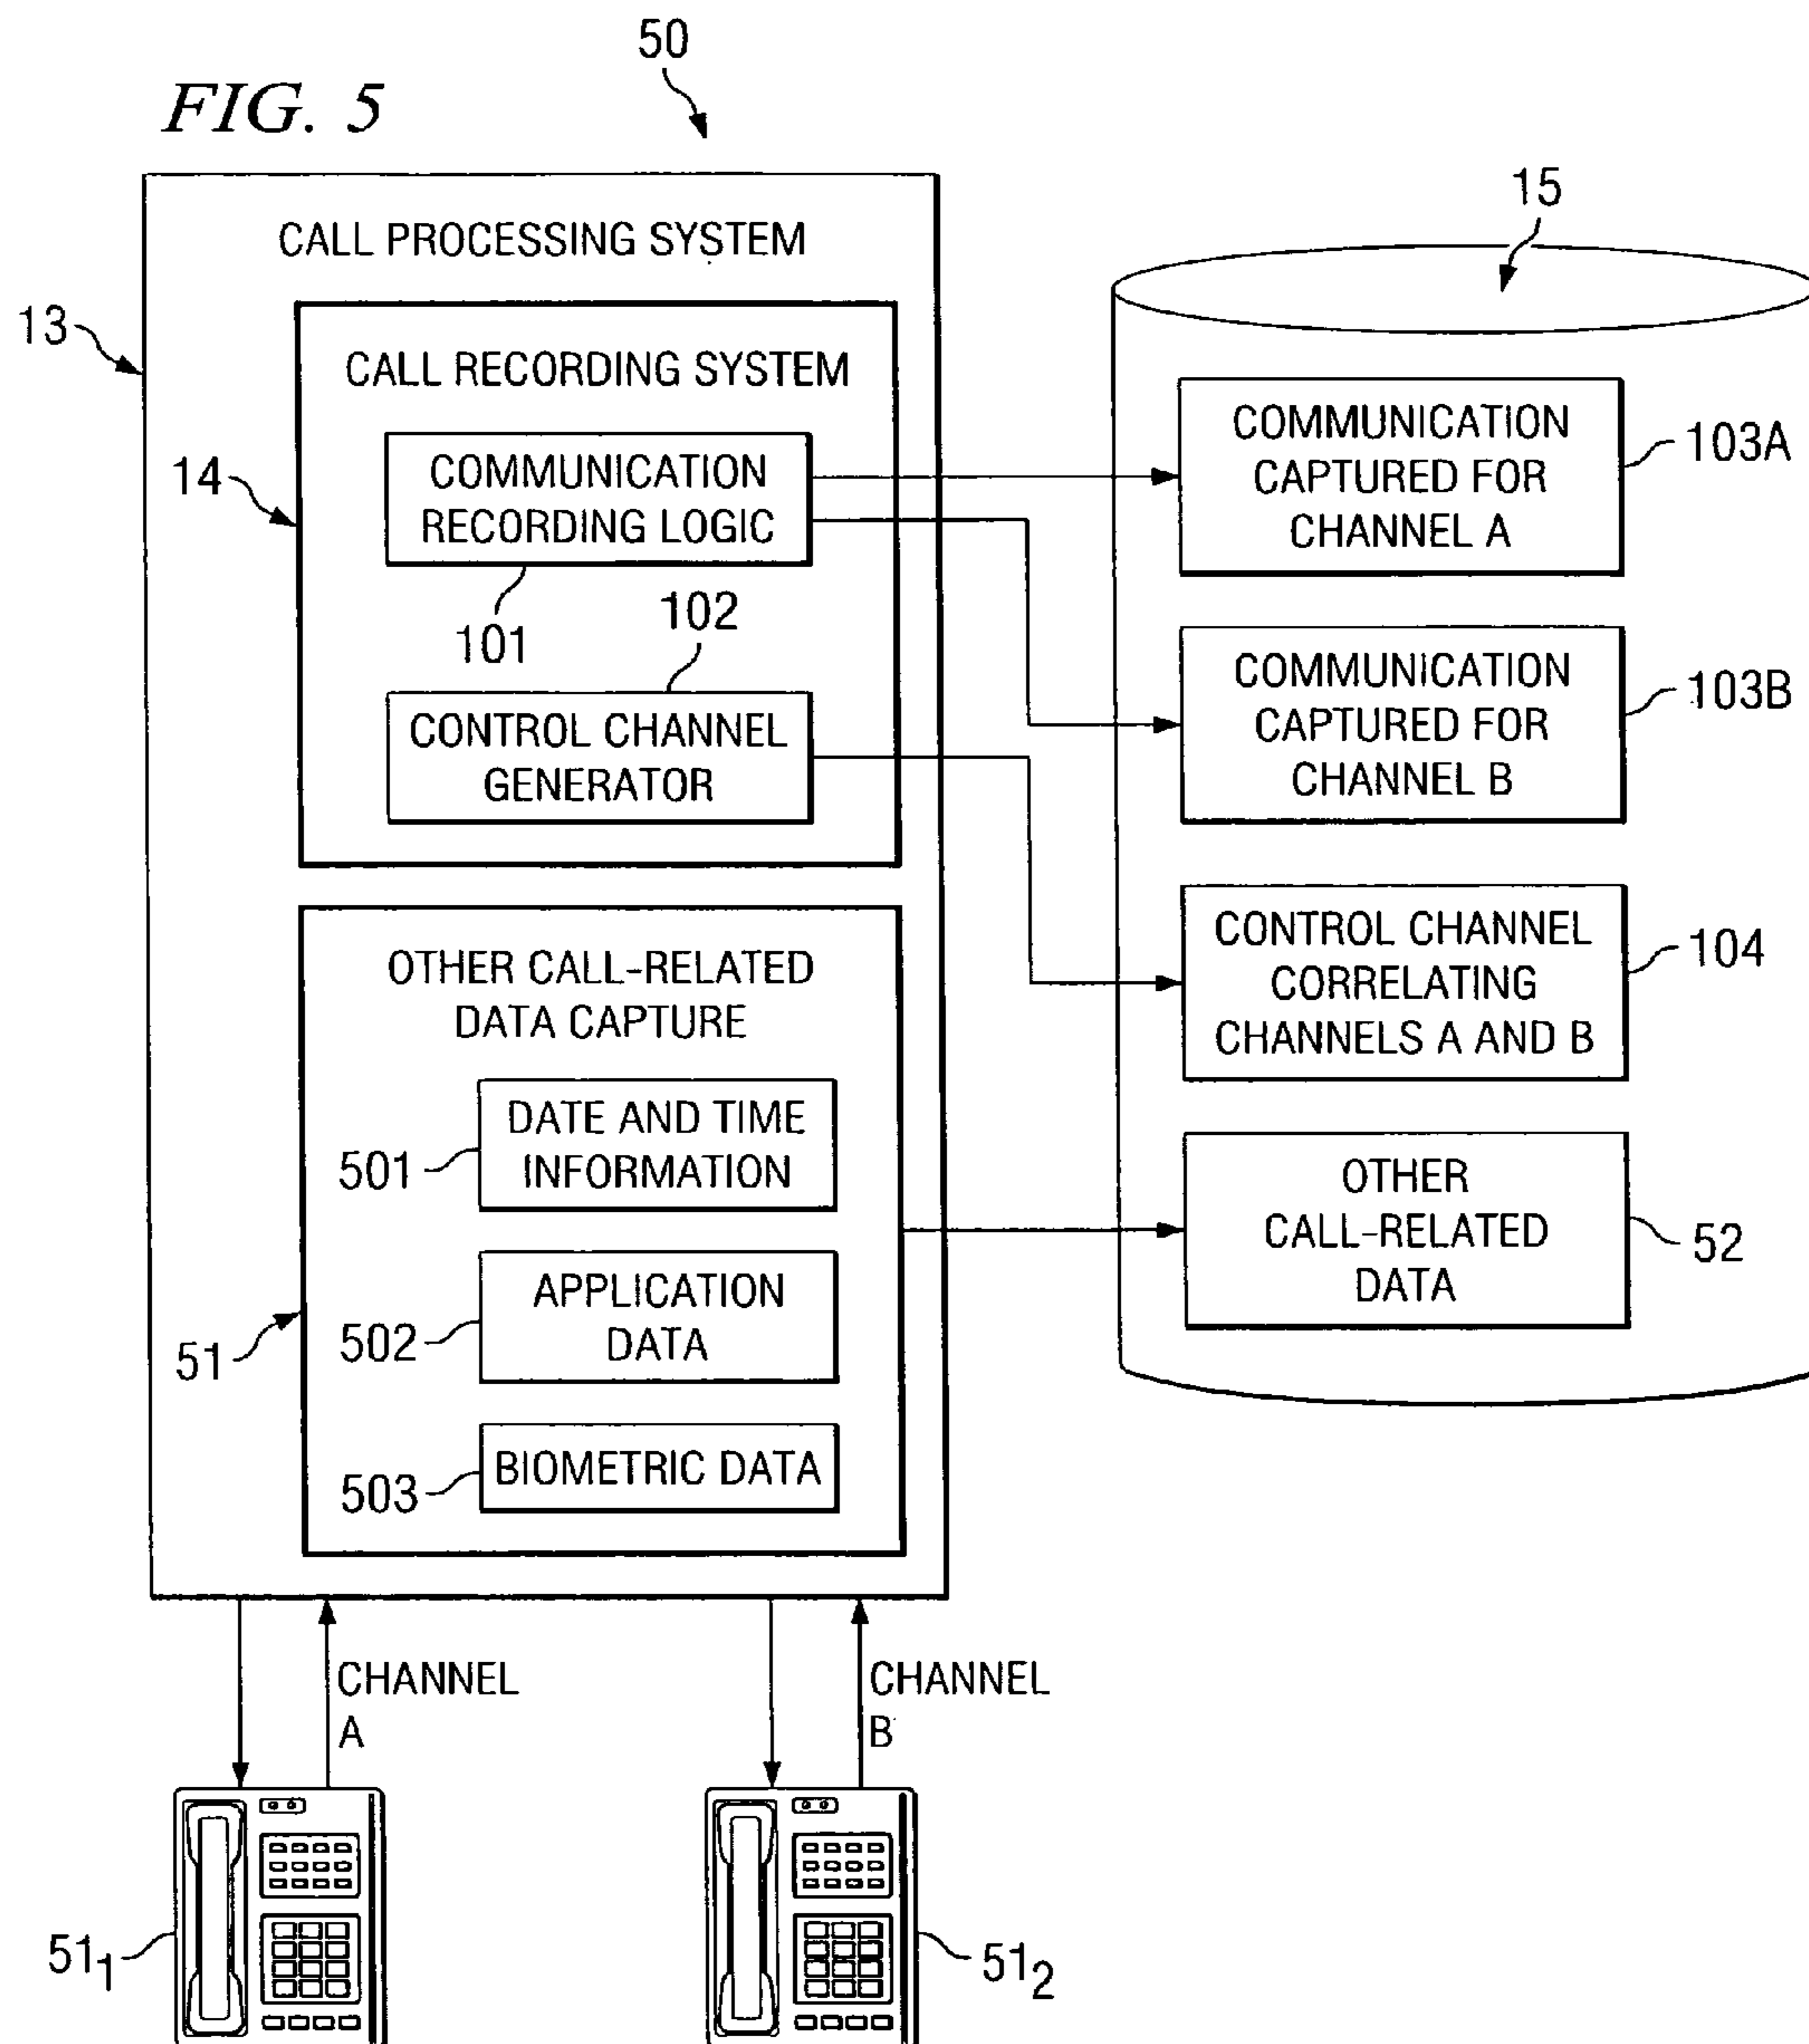 50
FIG. 5
15
CALL PROCESSING SYSTEM
13
CALL RECORDING SYSTEM
14
COMMUNICATION
RECORDING LOGIC
101
102
CONTROL CHANNEL
GENERATOR
COMMUNICATION
CAPTURED FOR
CHANNEL A
103A
COMMUNICATION
CAPTURED FOR
CHANNEL B
103B
CONTROL CHANNEL
CORRELATING
CHANNELS A AND B
104
OTHER CALL-RELATED
DATA CAPTURE
DATE AND TIME
INFORMATION
501
APPLICATION
DATA
502
51
BIOMETRIC DATA
503
OTHER
CALL-RELATED
DATA
52
CHANNEL
A
CHANNEL
B
51₁
51₂